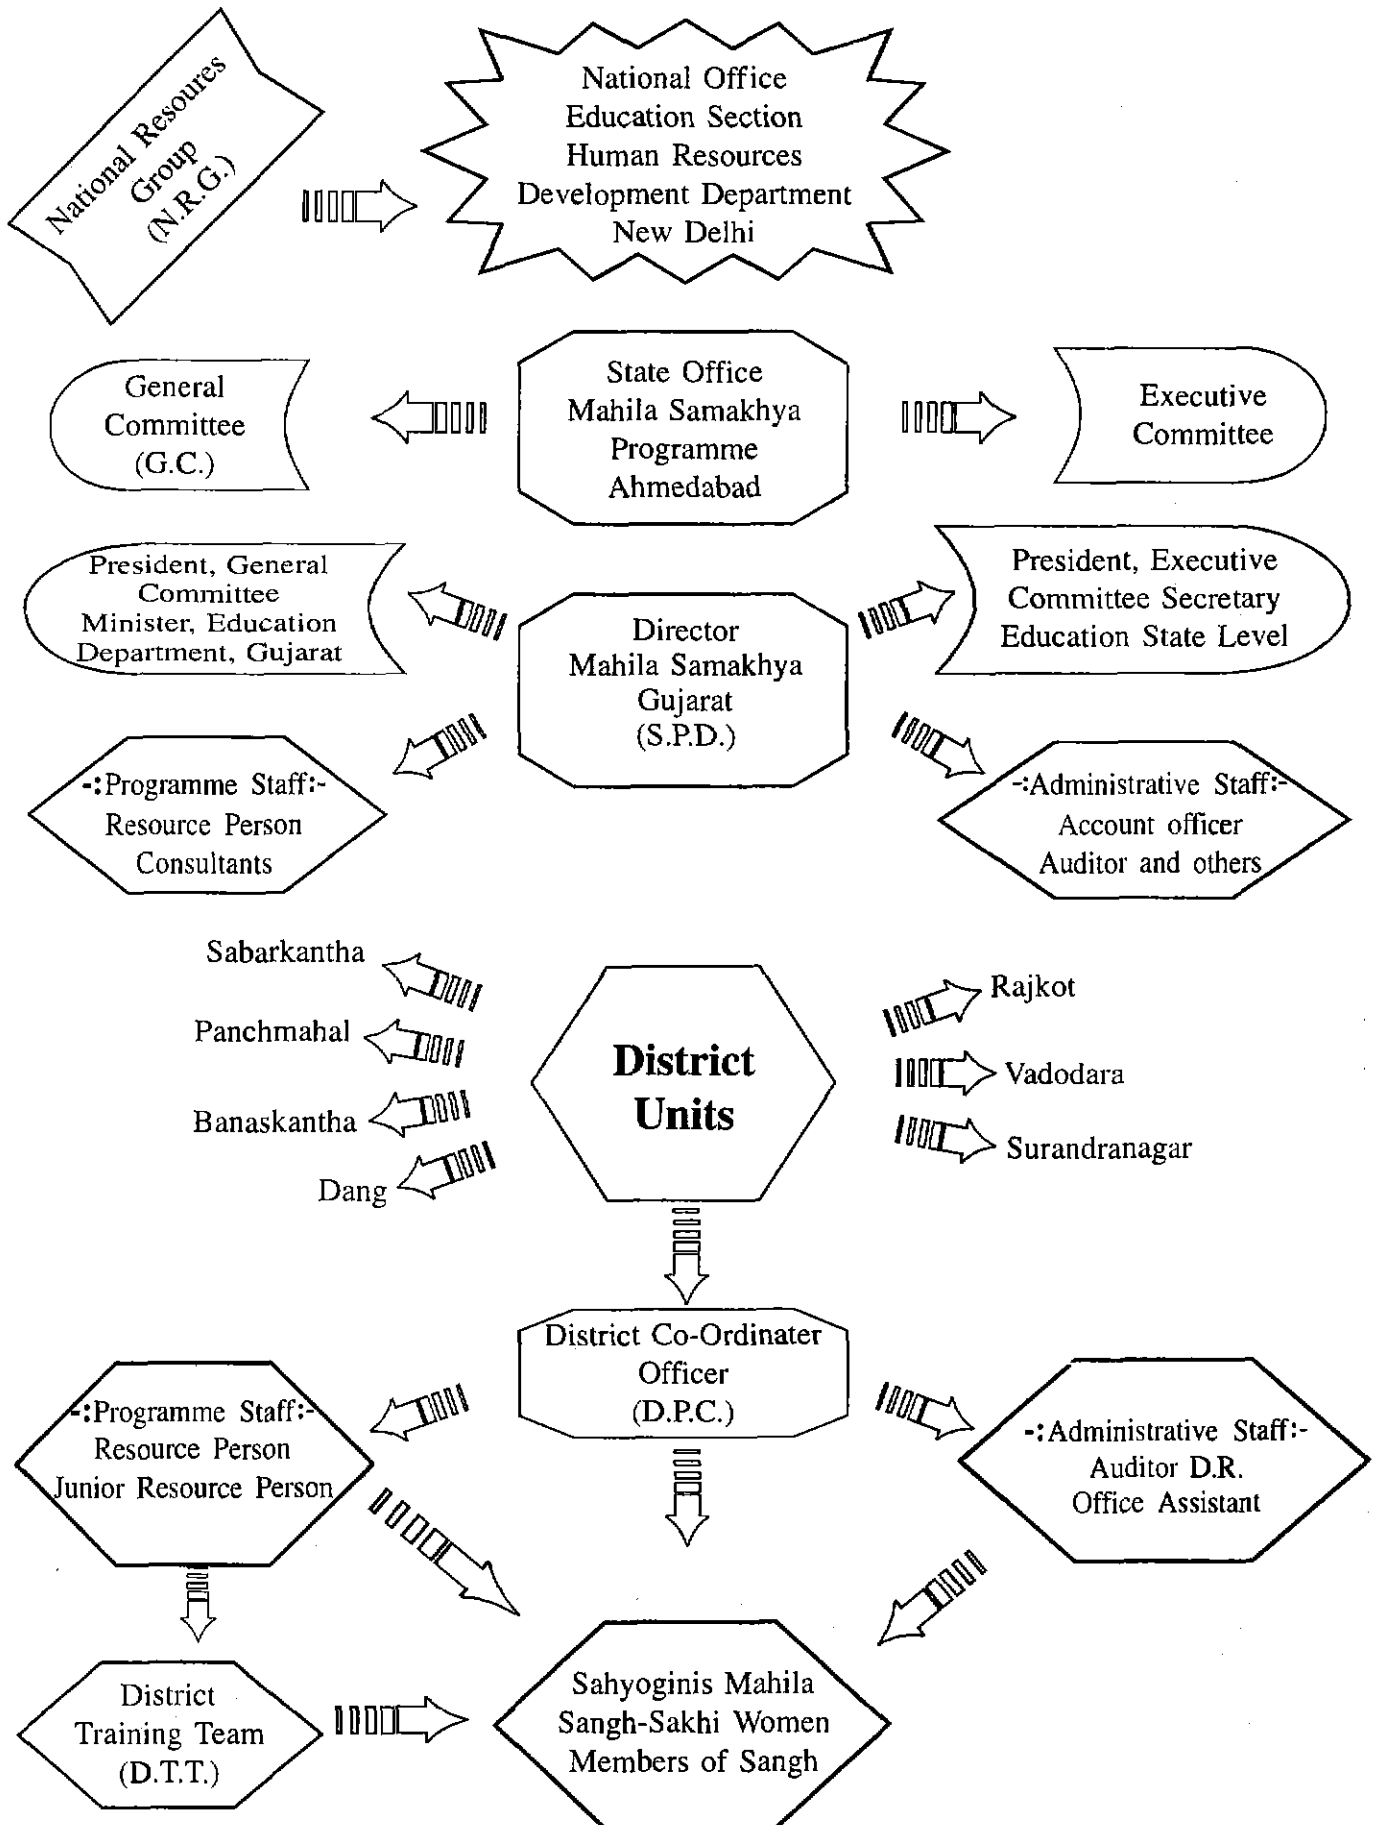 National Resoures
Group
(N.R.G.)
National Office
Education Section
Human Resources
Development Department
New Delhi
General
Committee
(G.C.)
State Office
Mahila Samakhya
Programme
Ahmedabad
Executive
Committee
President, General
Committee
Minister, Education
Department, Gujarat
Director
Mahila Samakhya
Gujarat
(S.P.D.)
President, Executive
Committee Secretary
Education State Level
-:Programme Staff:-
Resource Person
Consultants
-:Administrative Staff:-
Account officer
Auditor and others
Sabarkantha
Panchmahal
Banaskantha
Dang
District
Units
Rajkot
Vadodara
Surandranagar
District Co-Ordinater
Officer
(D.P.C.)
-:Programme Staff:-
Resource Person
Junior Resource Person
-:Administrative Staff:-
Auditor D.R.
Office Assistant
District
Training Team
(D.T.T.)
Sahyoginis Mahila
Sangh-Sakhi Women
Members of Sangh